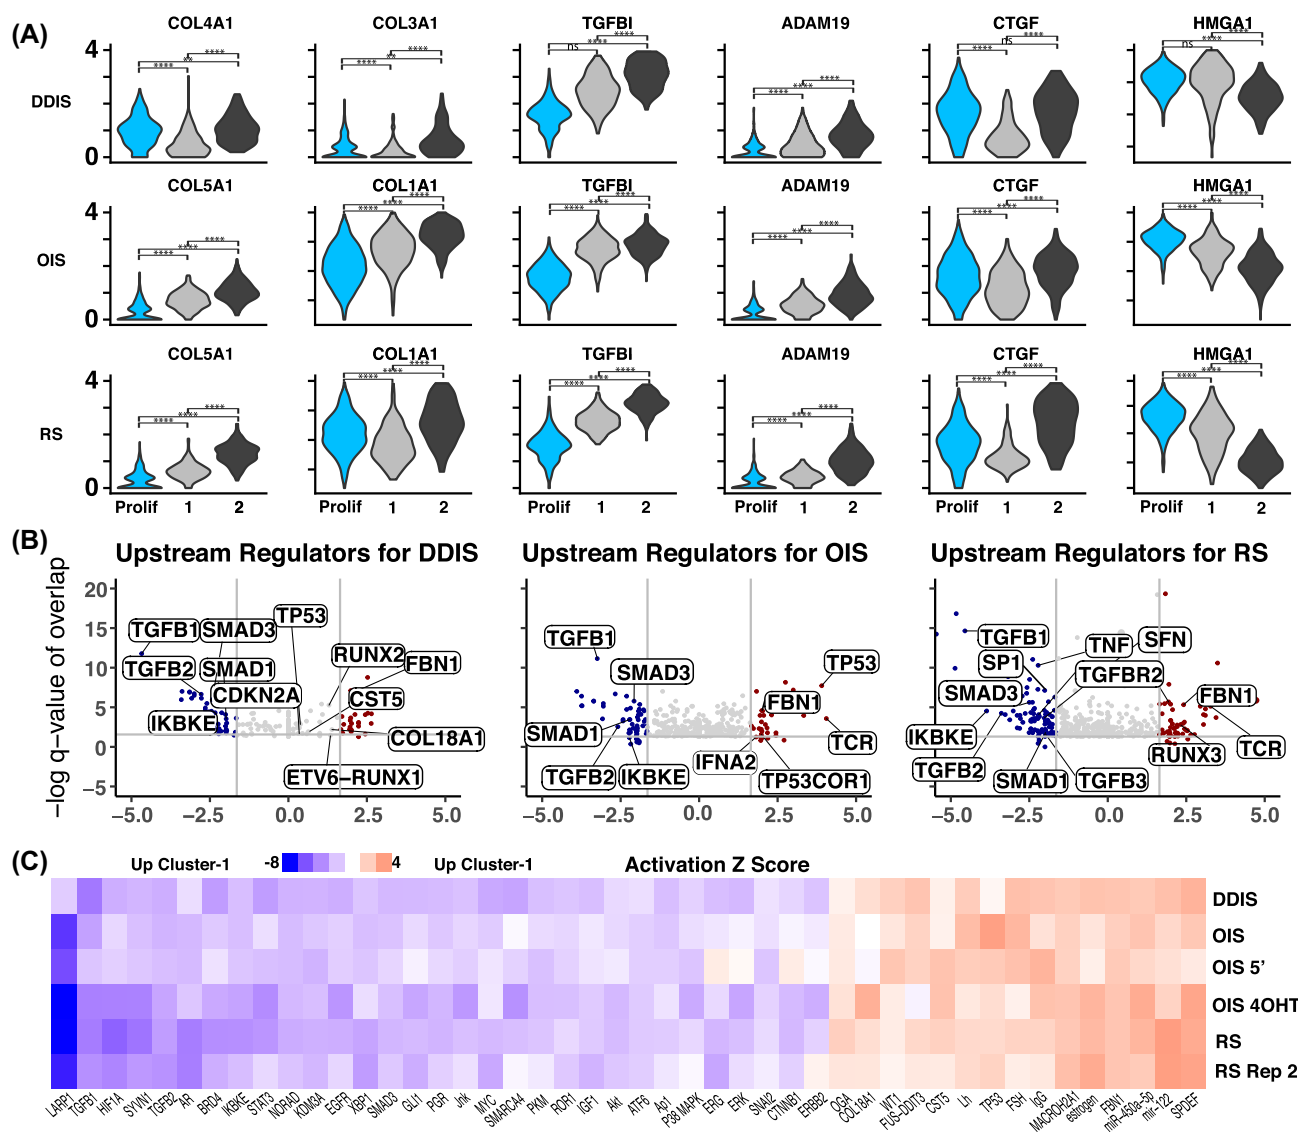 (A)
COL4A1 COL3A1 TGFBI ADAM19 CTGF HMGA1
**** ** **** **** ** **** ns **** **** **** **** **** **** ns **** ns **** ****
4
DDIS
0
COL5A1 COL1A1 TGFBI ADAM19 CTGF HMGA1
**** **** **** **** **** **** **** **** **** **** **** **** **** **** **** **** **** ****
4
OIS
0
COL5A1 COL1A1 TGFBI ADAM19 CTGF HMGA1
**** **** **** **** **** **** **** **** **** **** **** **** **** **** **** **** **** ****
4
RS
0
Prolif 1 2 Prolif 1 2 Prolif 1 2 Prolif 1 2 Prolif 1 2 Prolif 1 2
(B)
Upstream Regulators for DDIS
−log q−value of overlap
20
15
10
5
0
−5
TP53
TGFB1 SMAD3
RUNX2 FBN1
TGFB2 SMAD1
CDKN2A CST5
IKBKE
COL18A1
ETV6−RUNX1
−5.0 −2.5 0.0 2.5 5.0
Upstream Regulators for OIS
TGFB1
SMAD3 TP53
FBN1
SMAD1
TCR
IFNA2
TGFB2 IKBKE TP53COR1
−5.0 −2.5 0.0 2.5 5.0
Upstream Regulators for RS
TGFB1 TNF SFN
SP1 TGFBR2
SMAD3 FBN1
IKBKE TCR
TGFB2 RUNX3
SMAD1 TGFB3
−5.0 −2.5 0.0 2.5 5.0
(C)
Up Cluster-1 -8 4 Up Cluster-1 Activation Z Score
DDIS
OIS
OIS 5’
OIS 4OHT
RS
RS Rep 2
LARP1 TGFB1 HIF1A SYVN1 TGFB2 AR BRD4 IKBKE STAT3 NORAD KDM3A EGFR XBP1 SMAD3 GLI1 PGR Jnk MYC SMARCA4 PKM ROR1 IGF1 Akt ATF6 Ap1 P38 MAPK ERG ERK SNAI2 CTNNB1 ERBB2 OGA COL18A1 WT1 FUS-DDIT3 CST5 Lh TP53 FSH IgG MACROH2A1 estrogen FBN1 miR-450a-5p mir-122 SPDEF